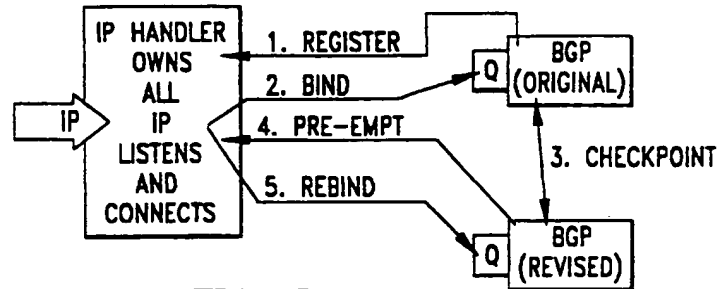 IP HANDLER
OWNS
ALL
IP
LISTENS
AND
CONNECTS
IP
1. REGISTER
2. BIND
4. PRE-EMPT
5. REBIND
Q
BGP
(ORIGINAL)
3. CHECKPOINT
Q
BGP
(REVISED)